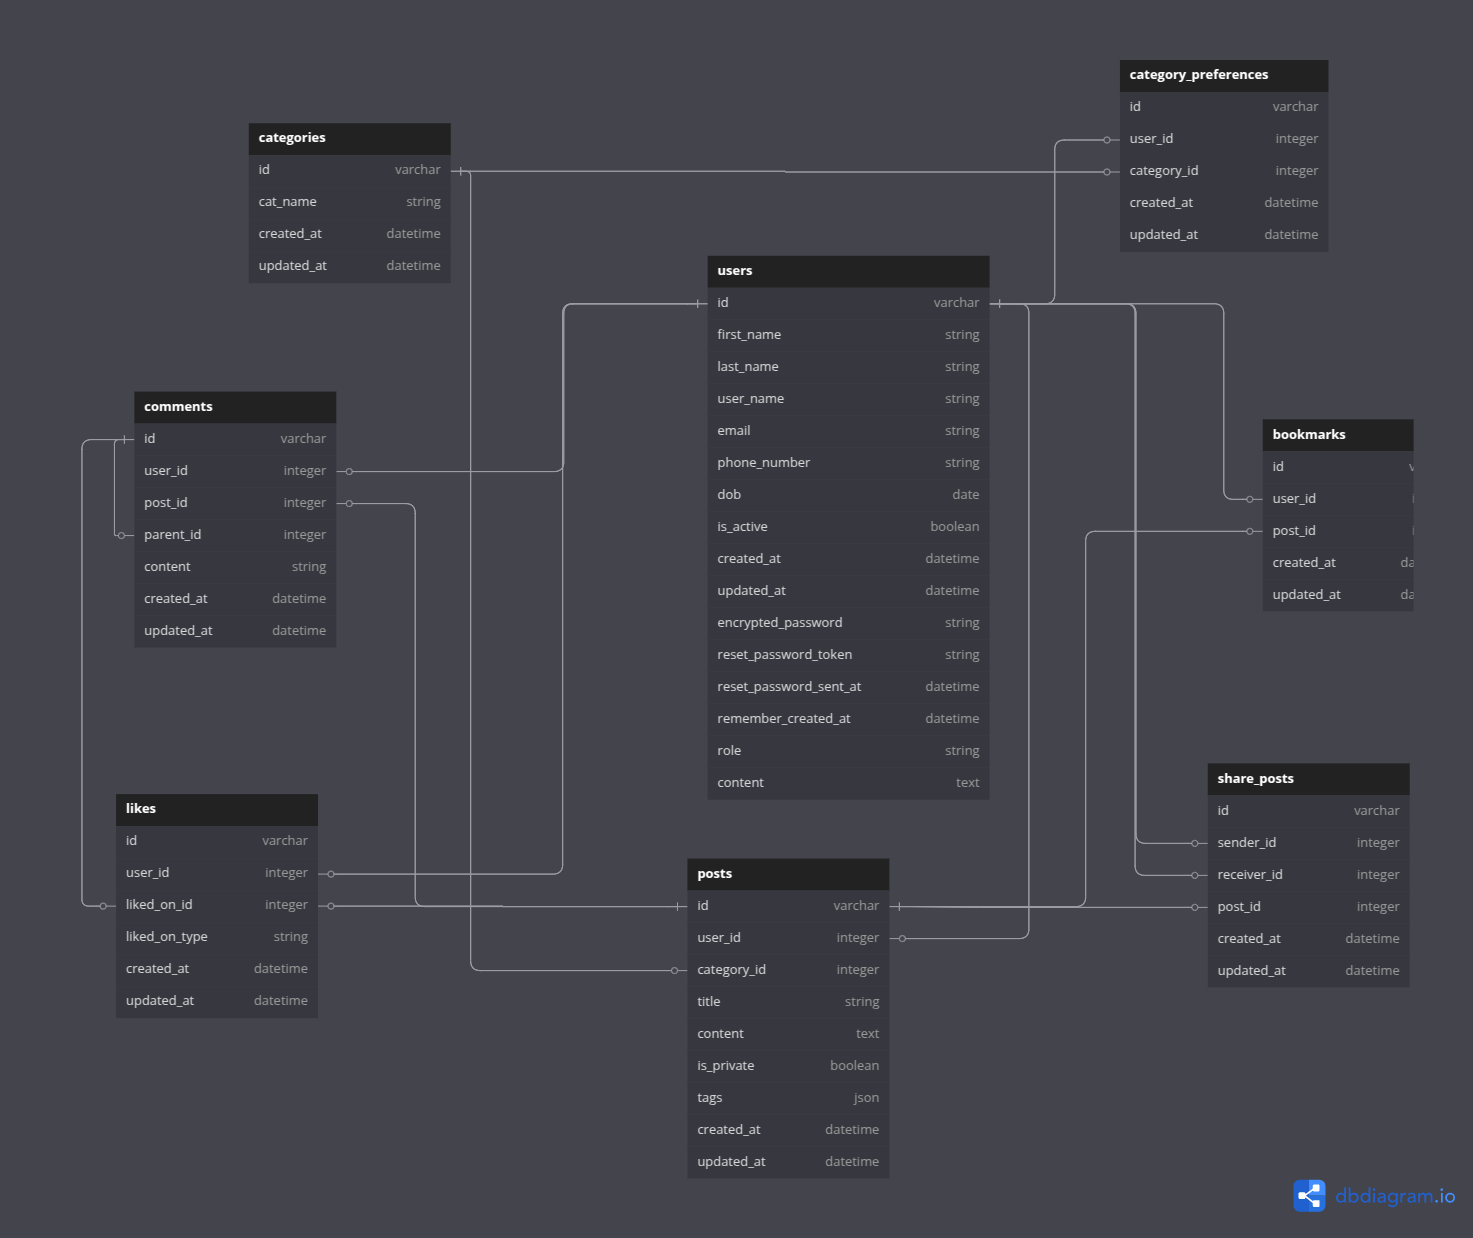 category_preferences
id varchar
user_id integer
category_id integer
created_at datetime
updated_at datetime
categories
id varchar
cat_name string
created_at datetime
updated_at datetime
users
id varchar
first_name string
last_name string
user_name string
email string
phone_number string
dob date
is_active boolean
created_at datetime
updated_at datetime
encrypted_password string
reset_password_token string
reset_password_sent_at datetime
remember_created_at datetime
role string
content text
comments
id varchar
user_id integer
post_id integer
parent_id integer
content string
created_at datetime
updated_at datetime
bookmarks
id
user_id
post_id
created_at da
updated_at da
share_posts
id varchar
sender_id integer
receiver_id integer
post_id integer
created_at datetime
updated_at datetime
likes
id varchar
user_id integer
liked_on_id integer
liked_on_type string
created_at datetime
updated_at datetime
posts
id varchar
user_id integer
category_id integer
title string
content text
is_private boolean
tags json
created_at datetime
updated_at datetime
dbdiagram.io